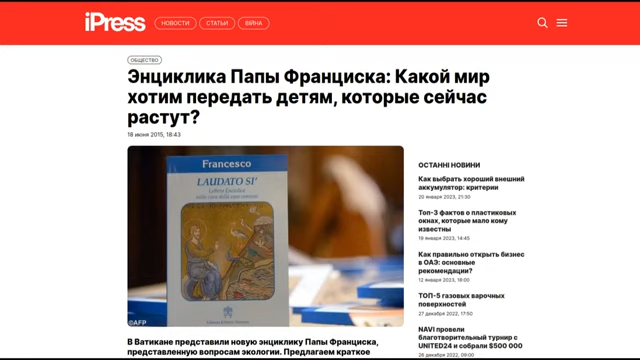 iPress
НОВОСТИ
СТАТЬИ
ВІЙНА
ОБЩЕСТВО
Энциклика Папы Франциска: Какой мир
хотим передать детям, которые сейчас
растут?
18 июня 2015, 18:43
Francesco
LAUDATO SI'
Lettera Enciclica
sulla cura della casa comune
©AFP
В Ватикане представили новую энциклику Папы Франциска,
представленную вопросам экологии. Предлагаем краткое
ОСТАННІ НОВИНИ
Как выбрать хороший внешний
аккумулятор: критерии
20 января 2023, 21:30
Топ-3 фактов о пластиковых
окнах, которые мало кому
известны
19 января 2023, 14:45
Как правильно открыть бизнес
в ОАЭ: основные
рекомендации?
12 января 2023, 18:00
ТОП-5 газовых варочных
поверхностей
27 декабря 2022, 17:50
NAVI провели
благотворительный турнир с
UNITED24 и собрали $500 000
26 декабря 2022, 09:00